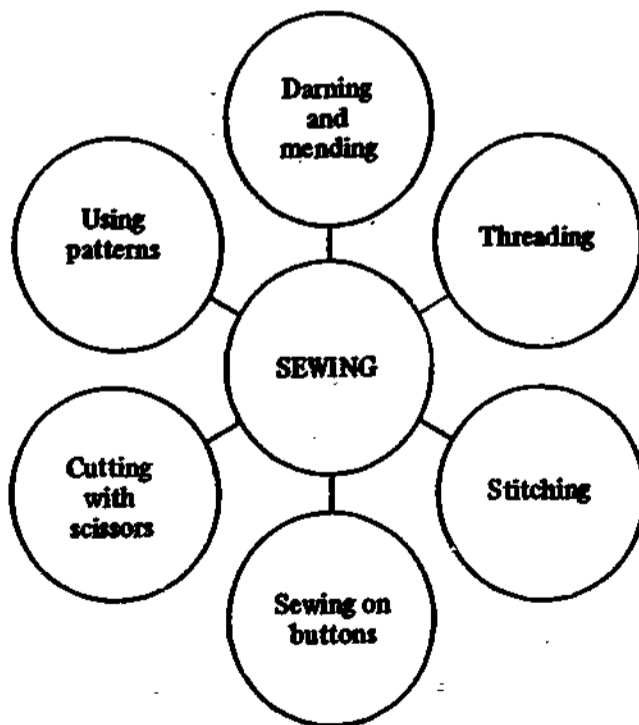 Darning
and
mending
Using
patterns
Threading
SEWING
Cutting
with
scissors
Stitching
Sewing on
buttons